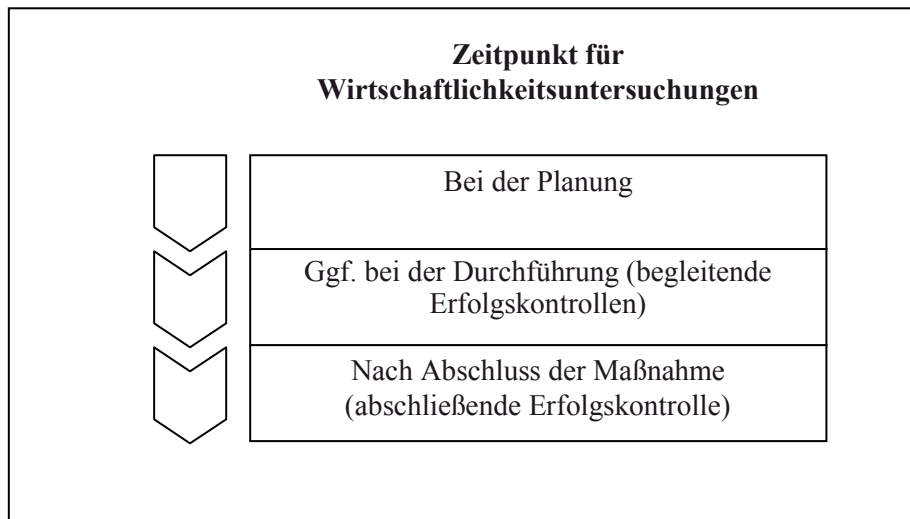 Zeitpunkt für
Wirtschaftlichkeitsuntersuchungen
Bei der Planung
Ggf. bei der Durchführung (begleitende
Erfolgskontrollen)
Nach Abschluss der Maßnahme
(abschließende Erfolgskontrolle)